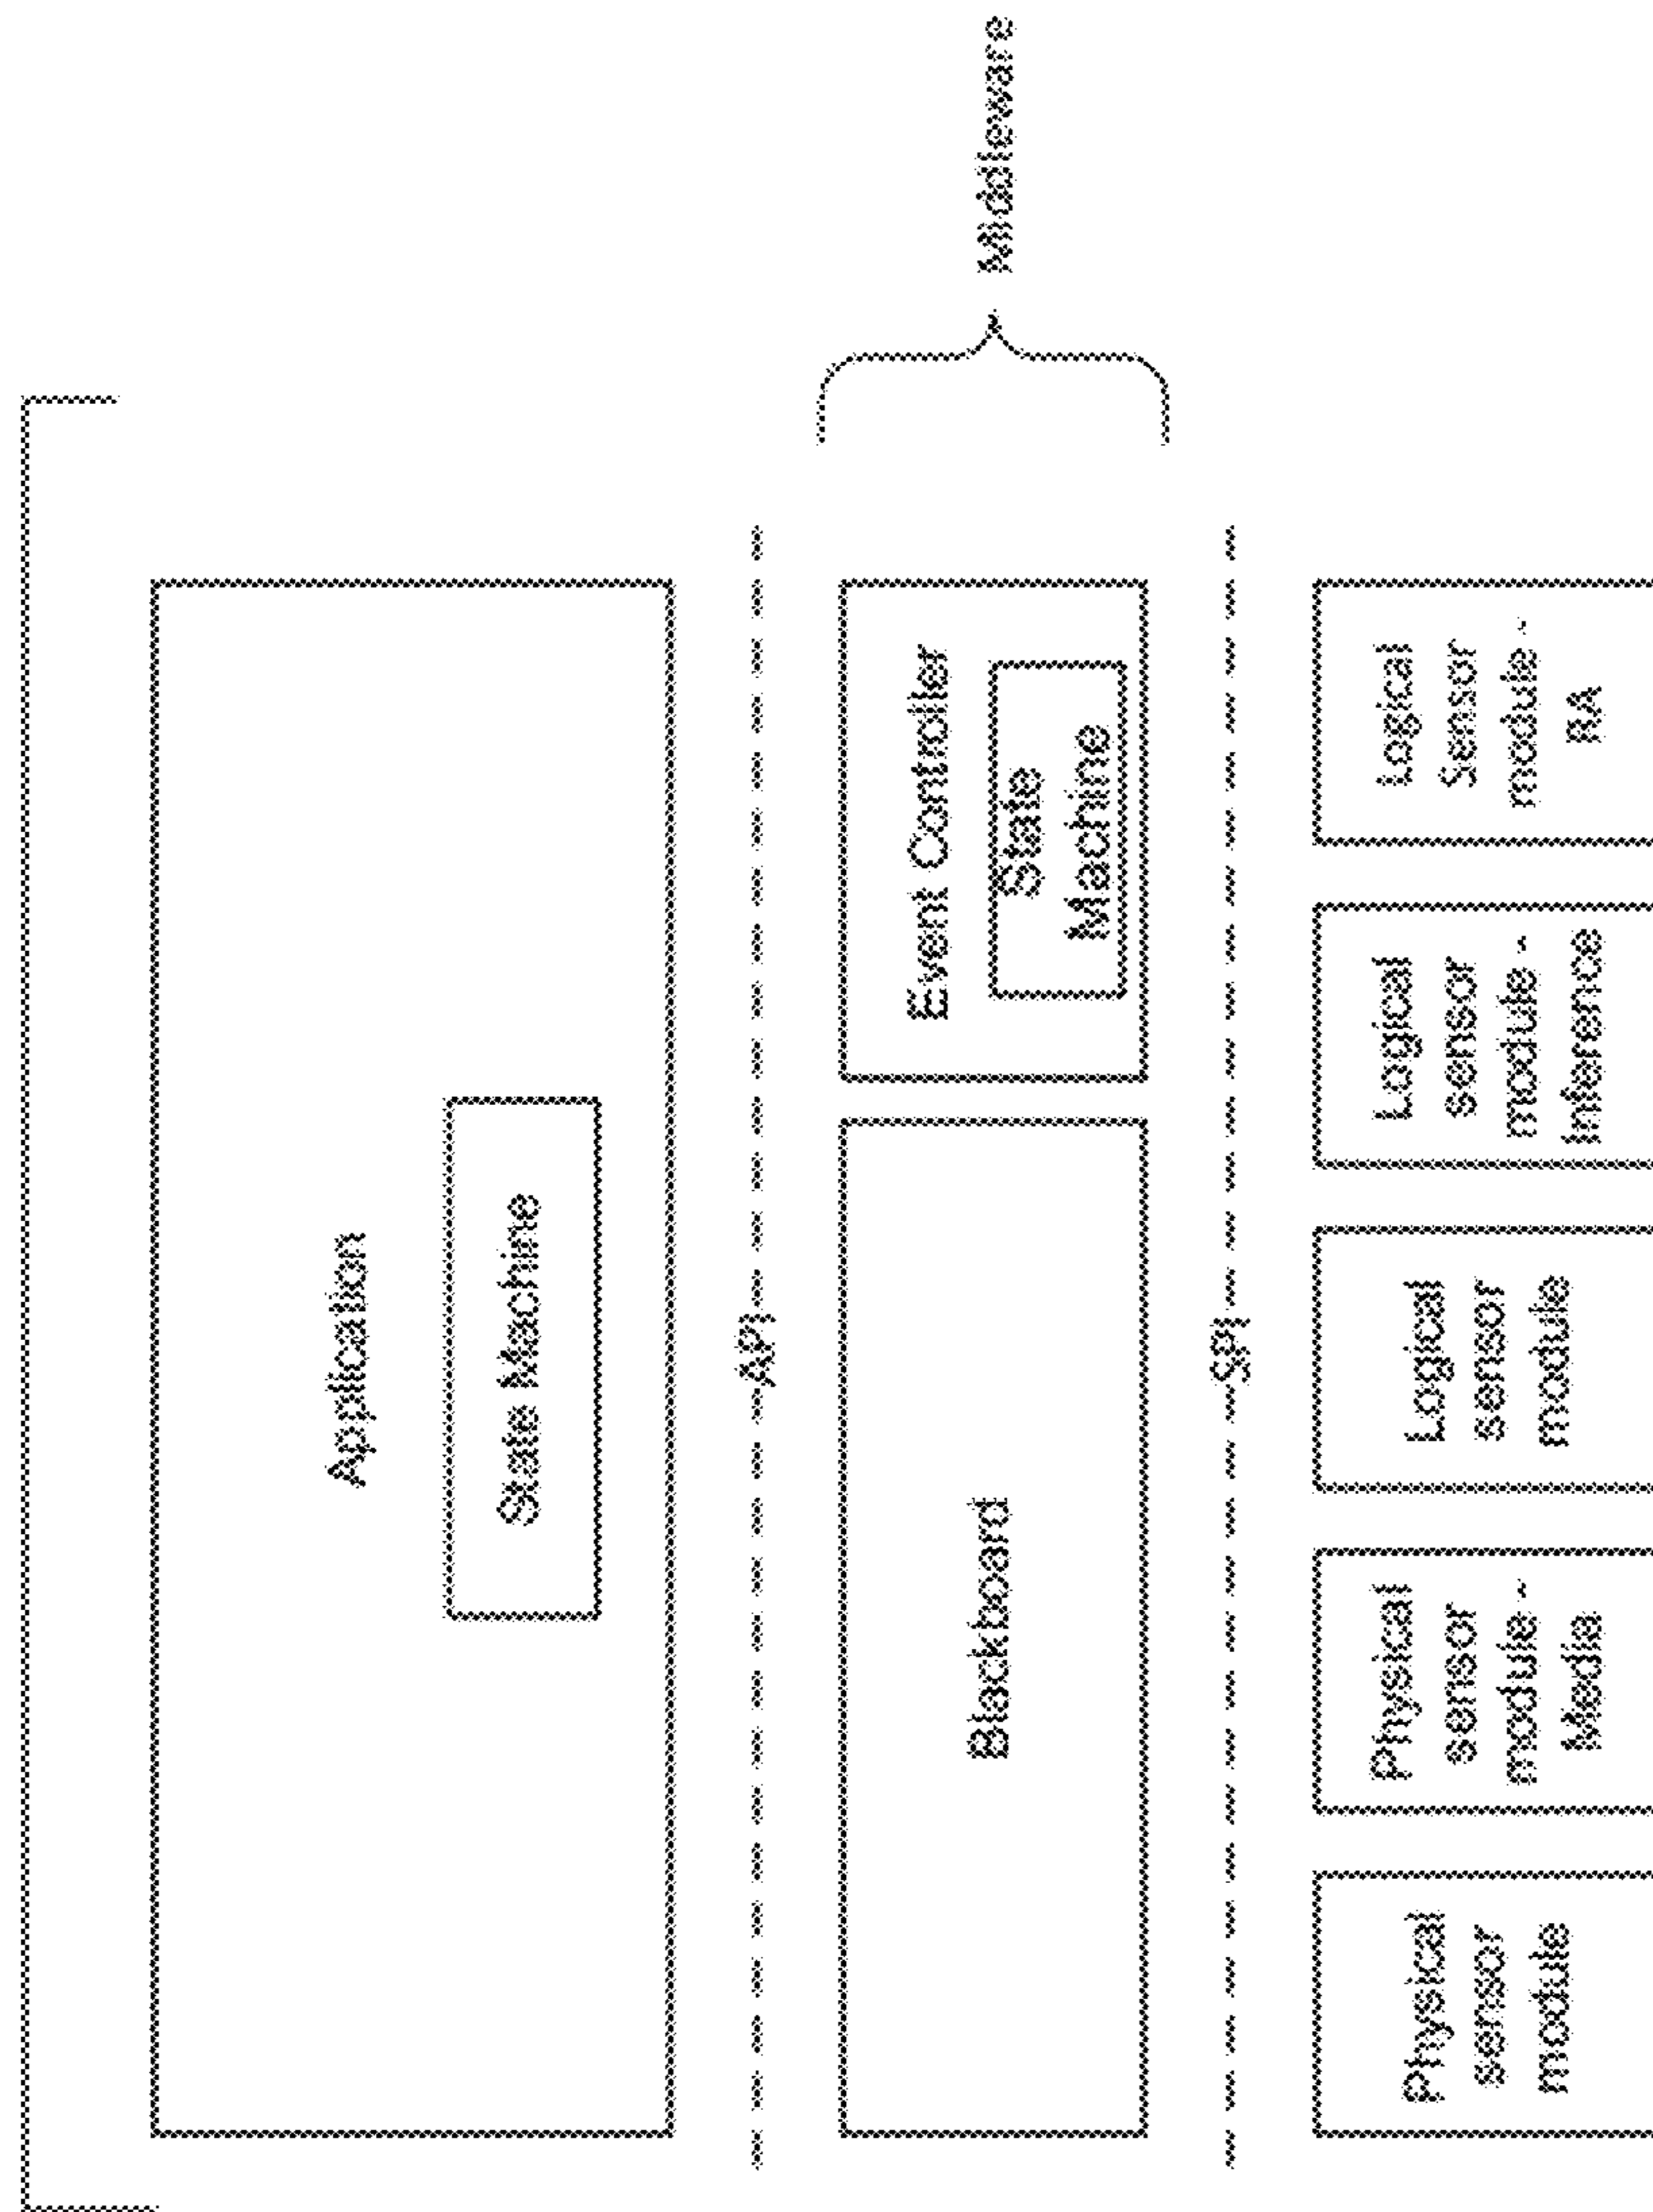 Application
State Machine
API
Blackboard
Event Controller
State
Machine
Middleware
SPI
Physical
sensor
module
Physical
sensor
module -
Media
Logical
sensor
module
Logical
sensor
module -
Inference
Logical
Sensor
module -
RA